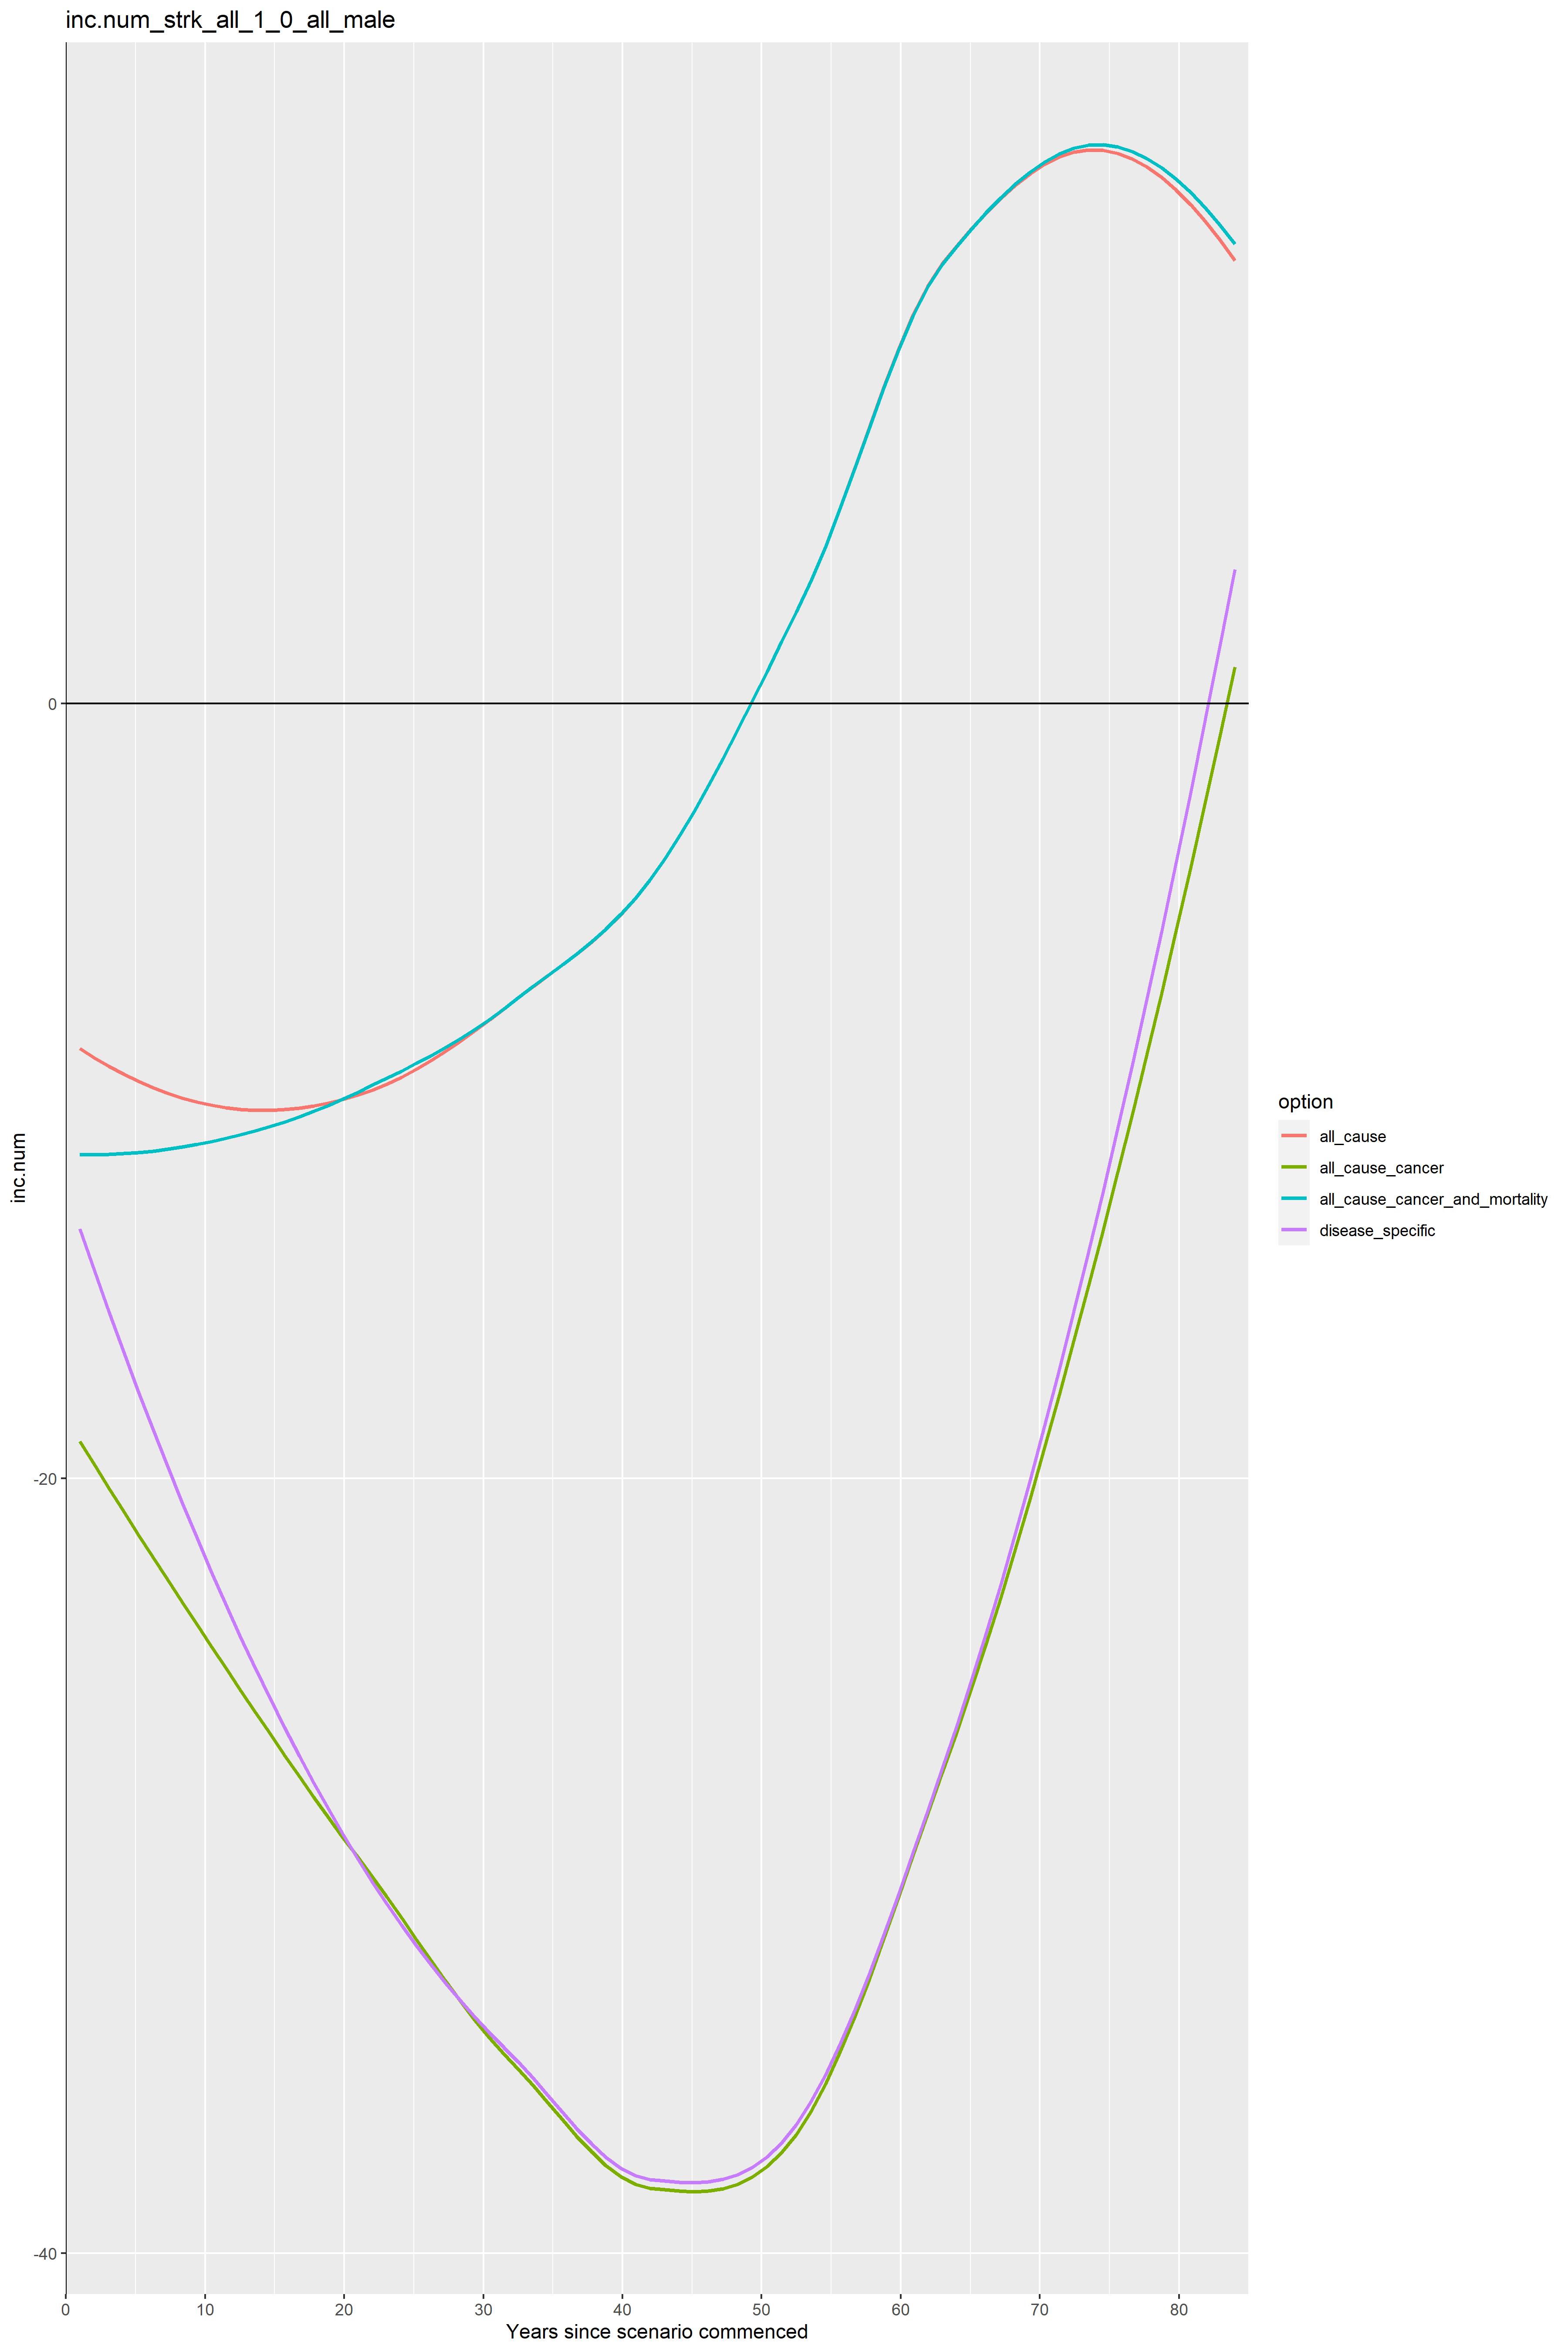 inc.num_strk_all_1_0_all_male
inc.num
0
-20
-40
0 10 20 30 40 50 60 70 80
Years since scenario commenced
option
all_cause
all_cause_cancer
all_cause_cancer_and_mortality
disease_specific